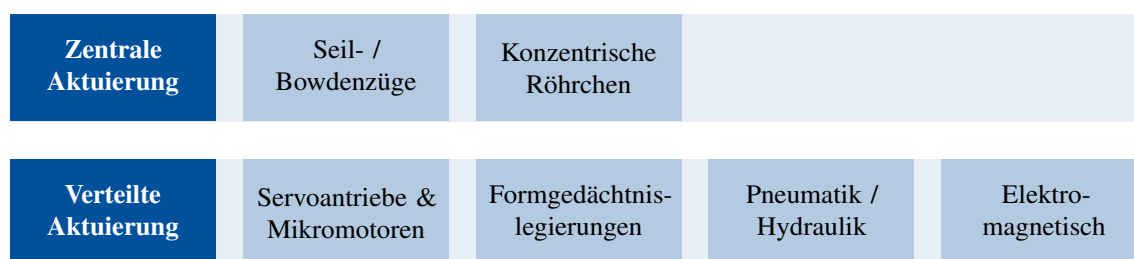 Zentrale
Aktuierung
Seil- /
Bowdenzüge
Konzentrische
Röhrchen
Verteilte
Aktuierung
Servoantriebe &
Mikromotoren
Formgedächtnis-
legierungen
Pneumatik /
Hydraulik
Elektro-
magnetisch